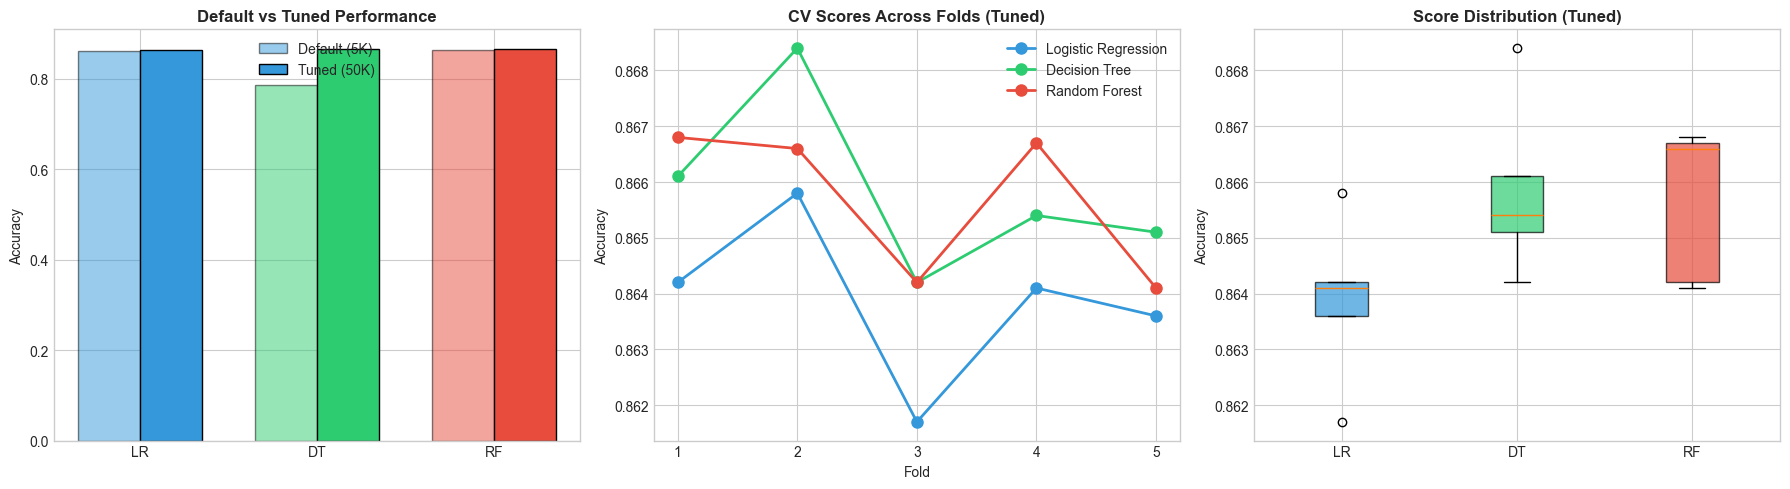 Default vs Tuned Performance
Default (5K)
Tuned (50K)
Accuracy
0.8
0.6
0.4
0.2
0.0
LR DT RF
CV Scores Across Folds (Tuned)
Logistic Regression
Decision Tree
Random Forest
Accuracy
0.868
0.867
0.866
0.865
0.864
0.863
0.862
1 2 3 4 5
Fold
Score Distribution (Tuned)
Accuracy
0.868
0.867
0.866
0.865
0.864
0.863
0.862
LR DT RF